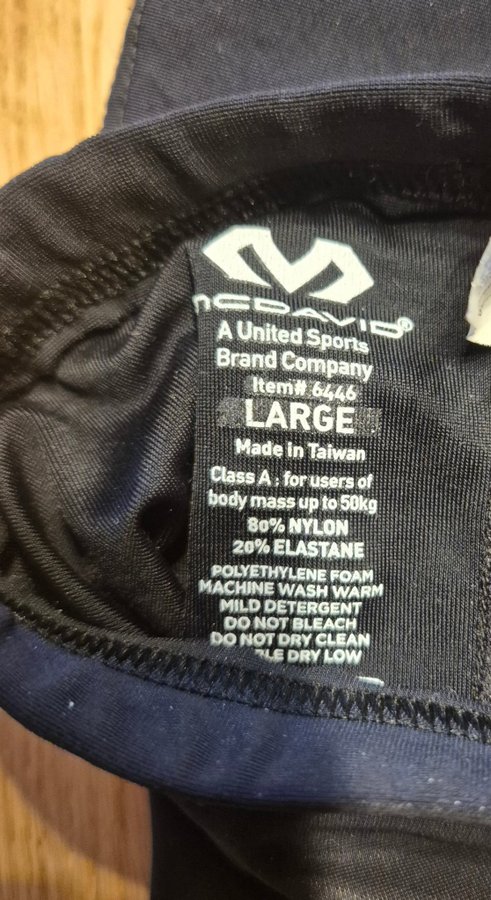 McDAVID®
A United Sports
Brand Company
Item# 6446
LARGE
Made in Taiwan
Class A : for users of
body mass up to 50kg
80% NYLON
20% ELASTANE
POLYETHYLENE FOAM
MACHINE WASH WARM
MILD DETERGENT
DO NOT BLEACH
DO NOT DRY CLEAN
DRY LOW